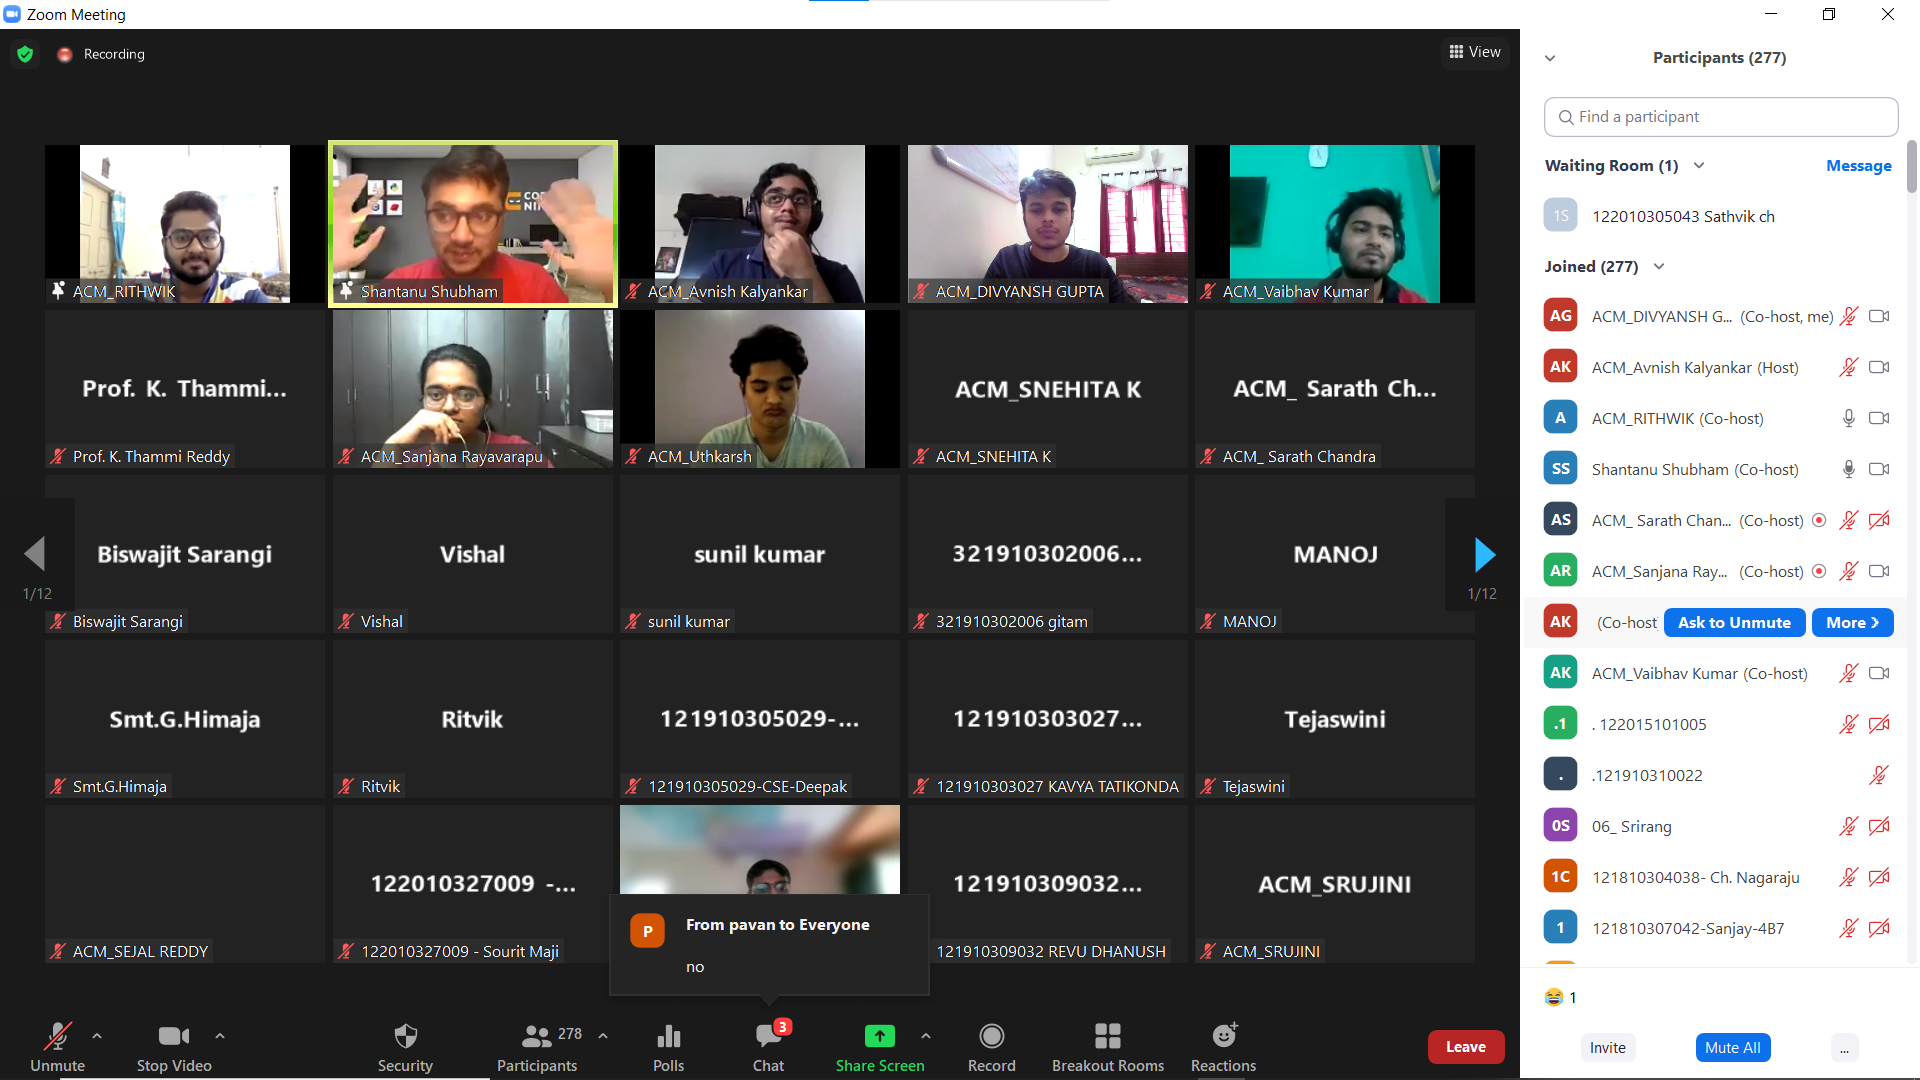 Zoom Meeting
Recording
View
ACM_RITHWIK
Shantanu Shubham
ACM_Avnish Kalyankar
ACM_DIVYANSH GUPTA
ACM_Vaibhav Kumar
Prof. K. Thammi...
ACM_SNEHITA K
ACM_ Sarath Ch...
Prof. K. Thammi Reddy
ACM_Sanjana Rayavarapu
ACM_Uthkarsh
ACM_SNEHITA K
ACM_ Sarath Chandra
Biswajit Sarangi
Vishal
sunil kumar
321910302006...
MANOJ
1/12
1/12
Biswajit Sarangi
Vishal
sunil kumar
321910302006 gitam
MANOJ
Smt.G.Himaja
Ritvik
121910305029-...
121910303027...
Tejaswini
Smt.G.Himaja
Ritvik
121910305029-CSE-Deepak
121910303027 KAVYA TATIKONDA
Tejaswini
122010327009 -...
121910309032...
ACM_SRUJINI
ACM_SEJAL REDDY
122010327009 - Sourit Maji
P
From pavan to Everyone
no
121910309032 REVU DHANUSH
ACM_SRUJINI
Unmute
Stop Video
Security
278
Participants
Polls
3
Chat
Share Screen
Record
Breakout Rooms
Reactions
Leave
Participants (277)
Find a participant
Waiting Room (1)
Message
1S
122010305043 Sathvik ch
Joined (277)
AG ACM_DIVYANSH G... (Co-host, me)
AK ACM_Avnish Kalyankar (Host)
A ACM_RITHWIK (Co-host)
SS Shantanu Shubham (Co-host)
AS ACM_ Sarath Chan... (Co-host)
AR ACM_Sanjana Ray... (Co-host)
AK (Co-host Ask to Unmute More
AK ACM_Vaibhav Kumar (Co-host)
.1 . 122015101005
. .121910310022
0S 06_ Srirang
1C 121810304038- Ch. Nagaraju
1 121810307042-Sanjay-4B7
1
Invite
Mute All
...